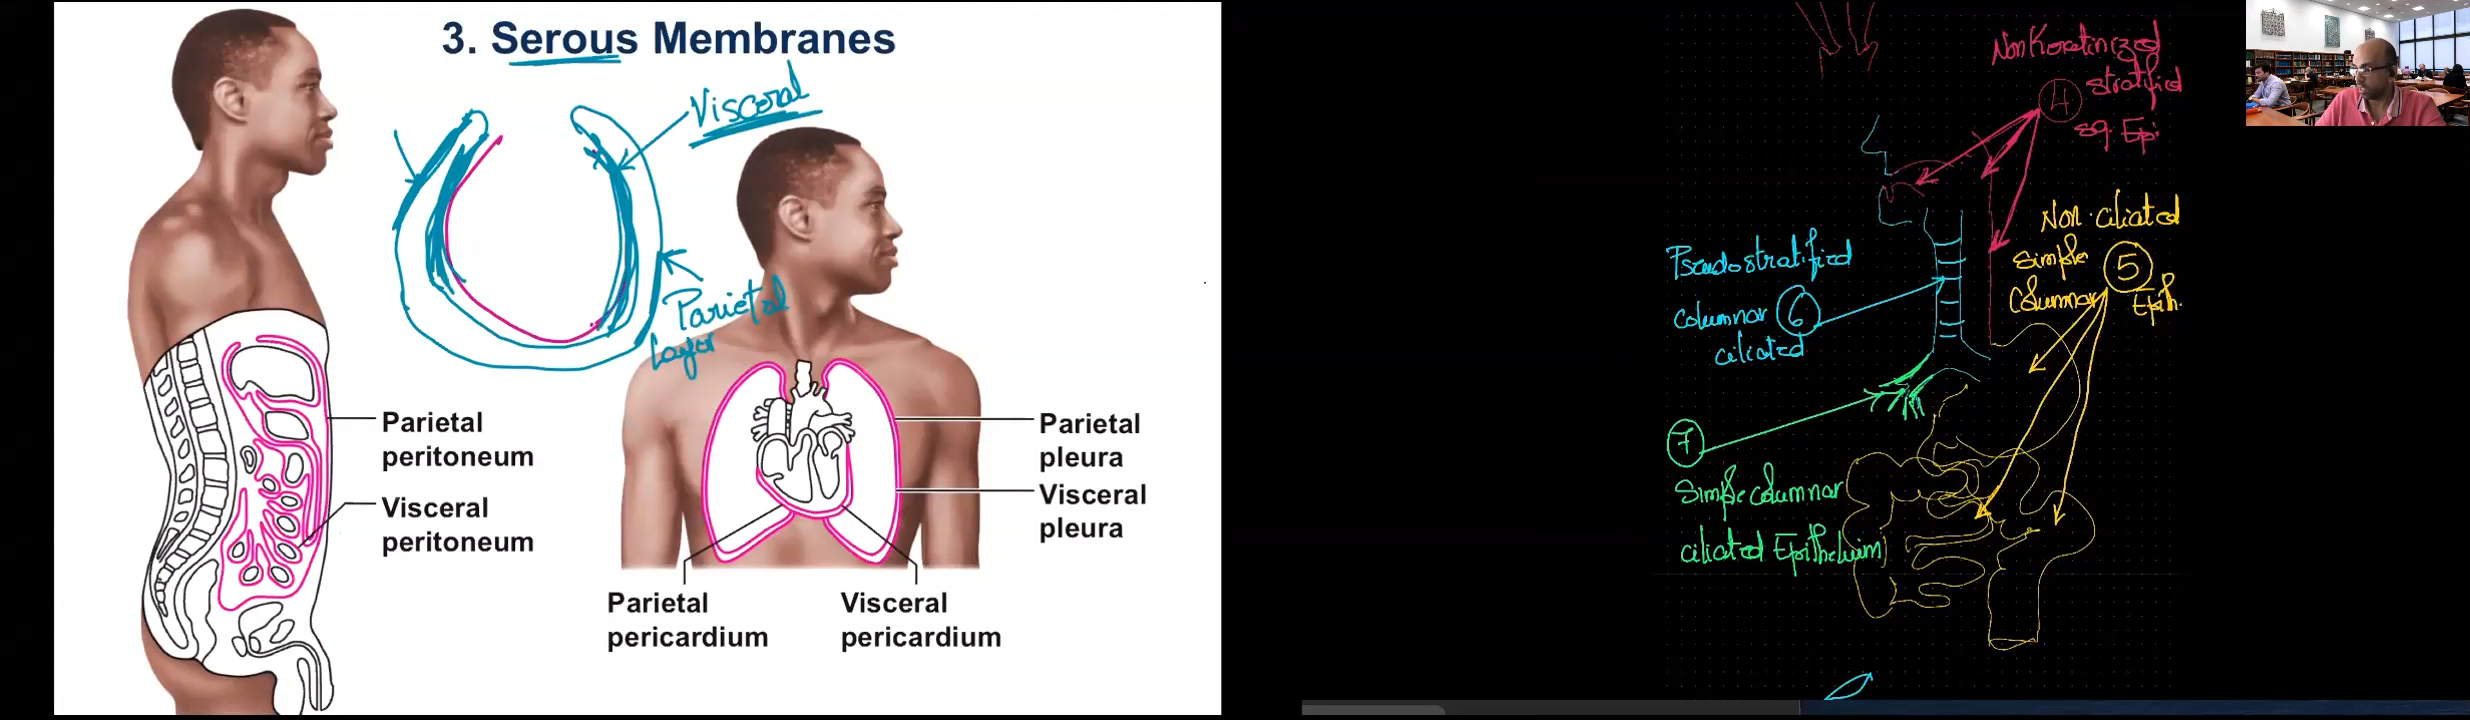 3. Serous Membranes
Visceral
Parietal
Layer
Parietal
peritoneum
Visceral
peritoneum
Parietal
pleura
Visceral
pleura
Parietal
pericardium
Visceral
pericardium
Non Keratinized
4 stratified
sq. Epi:
Non-ciliated
Simple 5
Columnar Epith.
Pseudostratified
columnar 6
ciliated
7
Simple columnar
ciliated Epithelium